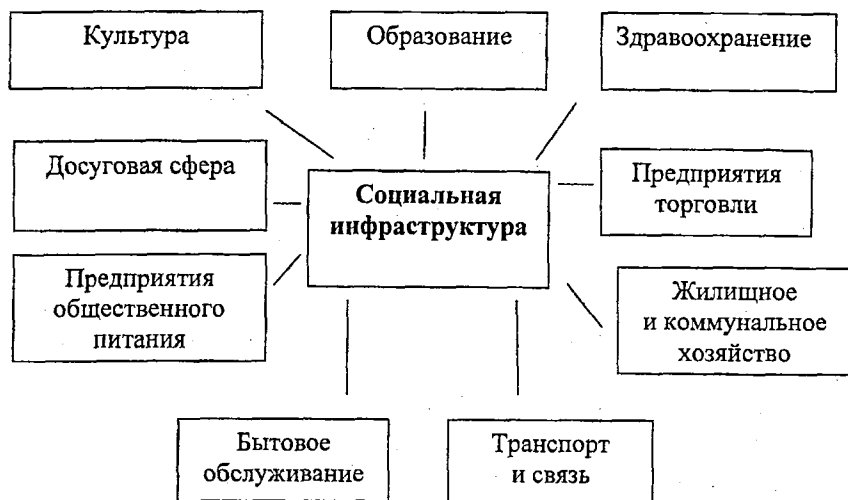 Культура
Образование
Здравоохранение
Досуговая сфера
Социальная
инфраструктура
Предприятия
торговли
Предприятия
общественного
питания
Жилищное
и коммунальное
хозяйство
Бытовое
обслуживание
Транспорт
и связь